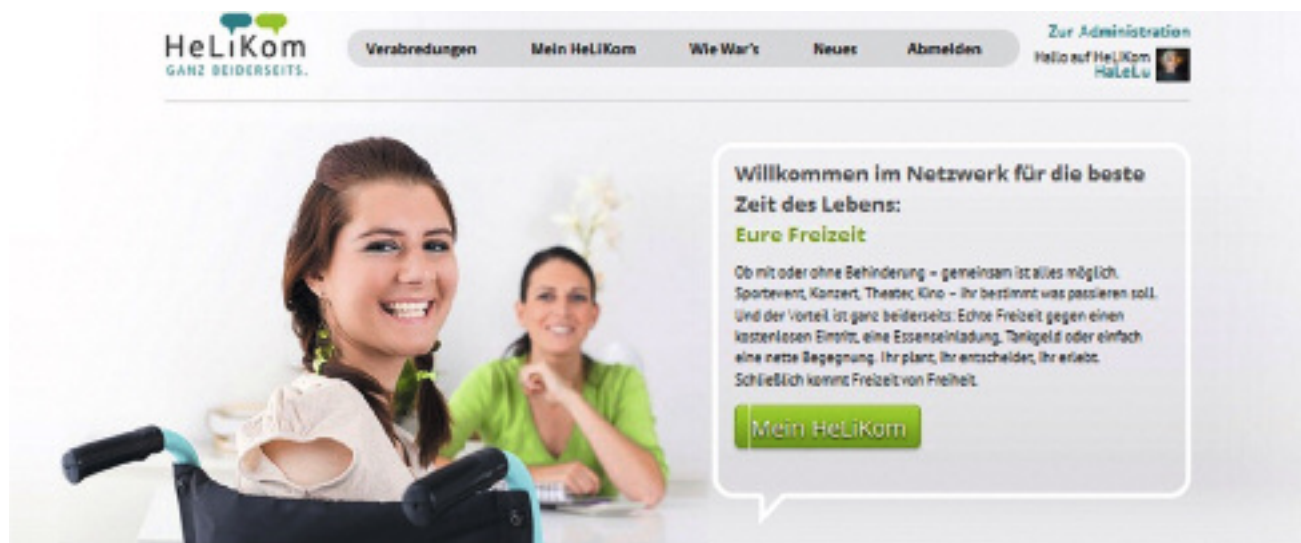 HeLiKom
GANZ BEIDERSEITS.
Verabredungen
Mein HeLiKom
Wie War's
Neues
Abmelden
Zur Administration
Hallo auf HeLiKom
HaLeLu
Willkommen im Netzwerk für die beste
Zeit des Lebens:
Eure Freizeit
Ob mit oder ohne Behinderung – gemeinsam ist alles möglich.
Sportevent, Konzert, Theater, Kino – ihr bestimmt was passieren soll.
Und der Vorteil ist ganz beiderseits: Echte Freizeit gegen einen
kostenlosen Eintritt, eine Essenseinladung, Tankgeld oder einfach
eine nette Begegnung. Ihr plant, ihr entscheidet, ihr erlebt.
Schließlich kommt Freizeit von Freiheit.
Mein HeLiKom